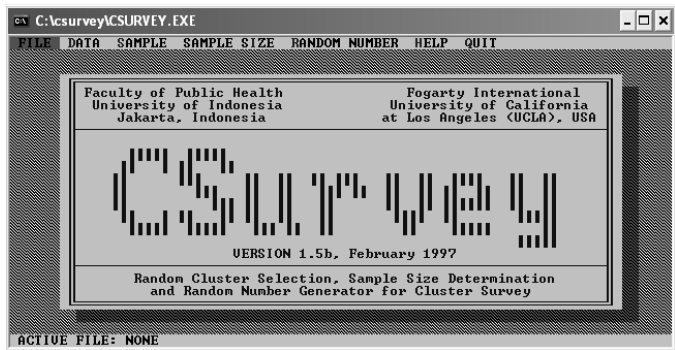 C:\csurvey\CSURVEY.EXE
FILE DATA SAMPLE SAMPLE SIZE RANDOM NUMBER HELP QUIT
Faculty of Public Health
University of Indonesia
Jakarta, Indonesia
Fogarty International
University of California
at Los Angeles (UCLA), USA
CSurvey
VERSION 1.5b, February 1997
Random Cluster Selection, Sample Size Determination
and Random Number Generator for Cluster Survey
ACTIVE FILE: NONE